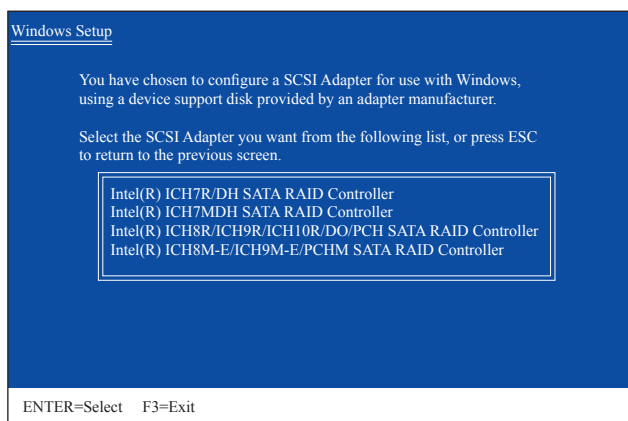 Windows Setup
You have chosen to configure a SCSI Adapter for use with Windows,
using a device support disk provided by an adapter manufacturer.
Select the SCSI Adapter you want from the following list, or press ESC
to return to the previous screen.
Intel(R) ICH7R/DH SATA RAID Controller
Intel(R) ICH7MDH SATA RAID Controller
Intel(R) ICH8R/ICH9R/ICH10R/DO/PCH SATA RAID Controller
Intel(R) ICH8M-E/ICH9M-E/PCHM SATA RAID Controller
ENTER=Select F3=Exit